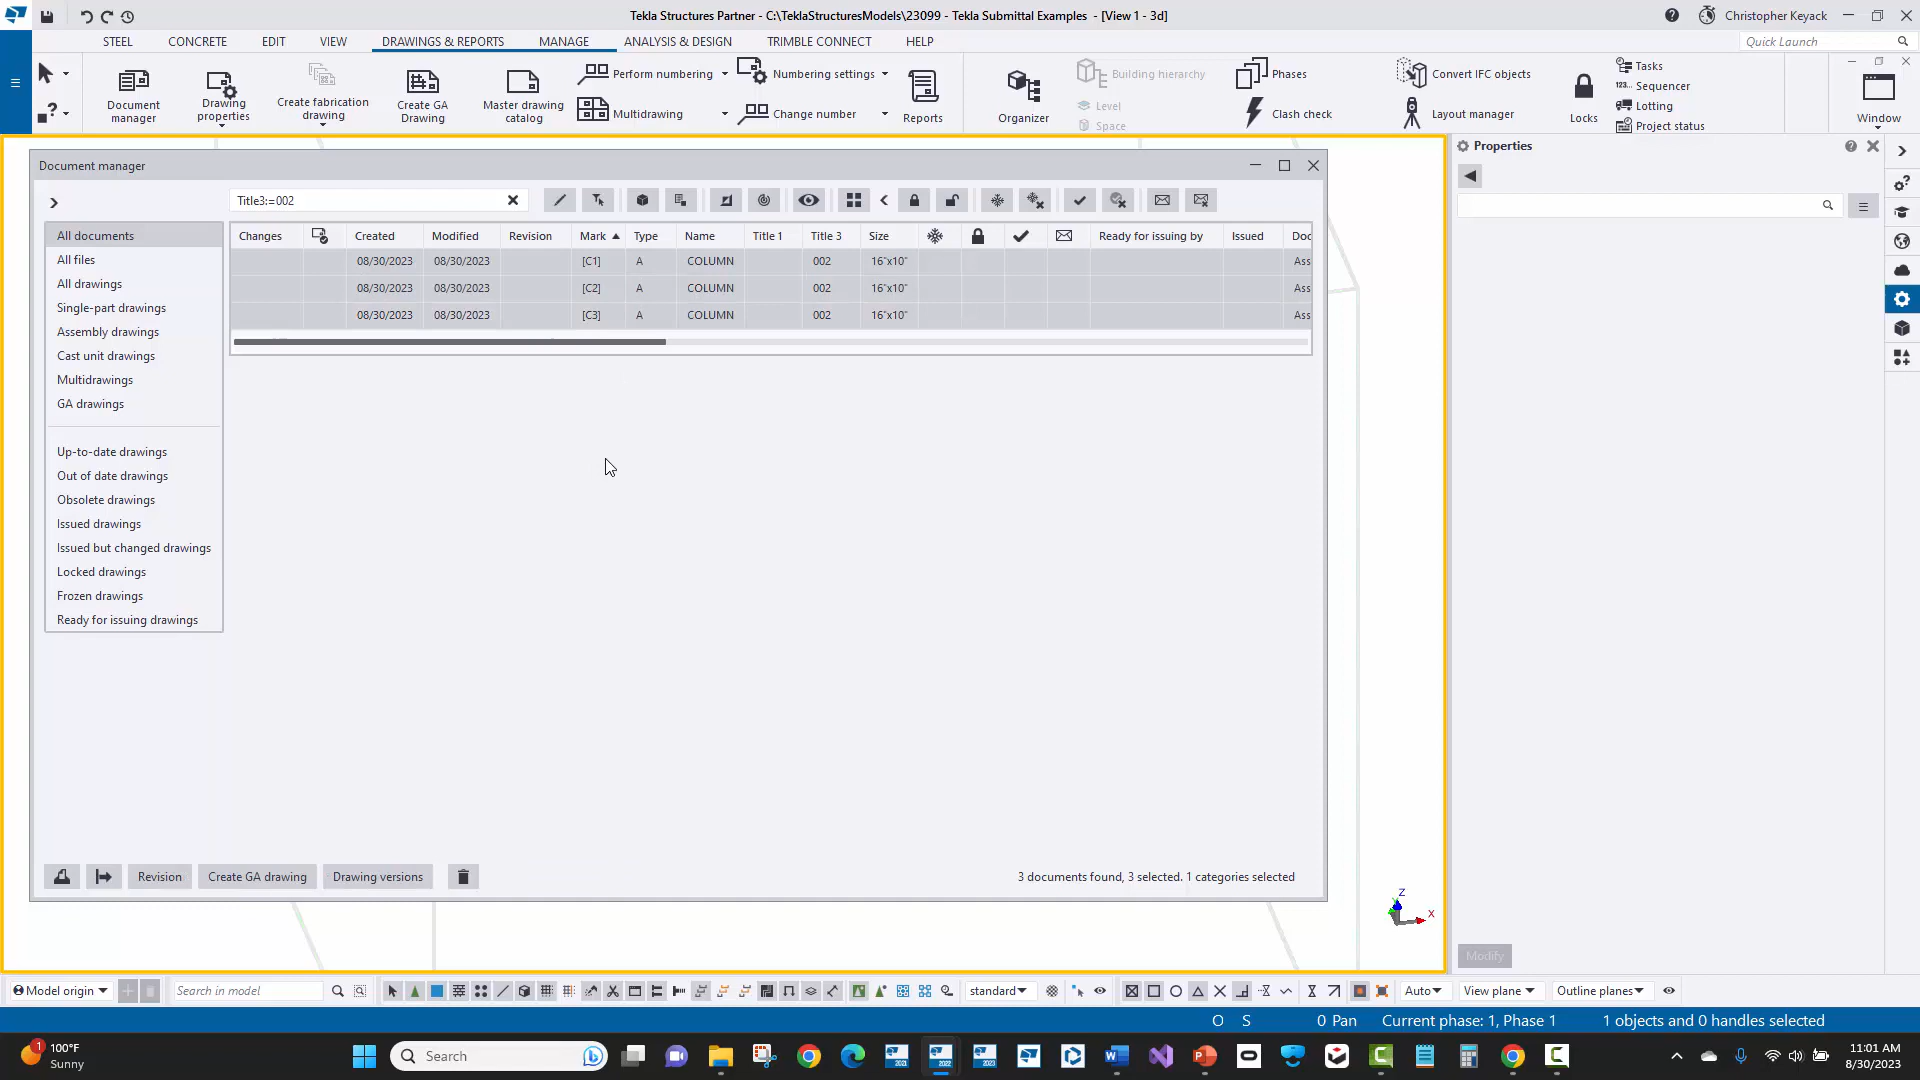 Tekla Structures Partner - C:\TeklaStructuresModels\23099 - Tekla Submittal Examples - [View 1 - 3d]
Christopher Keyack
STEEL CONCRETE EDIT VIEW DRAWINGS & REPORTS MANAGE ANALYSIS & DESIGN TRIMBLE CONNECT HELP
Quick Launch
Document manager
Drawing properties
Create fabrication drawing
Create GA Drawing
Master drawing catalog
Perform numbering
Multidrawing
Numbering settings
Change number
Reports
Organizer
Building hierarchy
Level
Space
Phases
Clash check
Convert IFC objects
Layout manager
Locks
Tasks
Sequencer
Lotting
Project status
Window
Document manager
Properties
Title3:=002
All documents
All files
All drawings
Single-part drawings
Assembly drawings
Cast unit drawings
Multidrawings
GA drawings
Up-to-date drawings
Out of date drawings
Obsolete drawings
Issued drawings
Issued but changed drawings
Locked drawings
Frozen drawings
Ready for issuing drawings
Changes Created Modified Revision Mark Type Name Title 1 Title 3 Size Ready for issuing by Issued Doc
08/30/2023 08/30/2023 [C1] A COLUMN 002 16"x10" Ass
08/30/2023 08/30/2023 [C2] A COLUMN 002 16"x10" Ass
08/30/2023 08/30/2023 [C3] A COLUMN 002 16"x10" Ass
Revision Create GA drawing Drawing versions
3 documents found, 3 selected. 1 categories selected
Z
X
Modify
Model origin Search in model standard Auto View plane Outline planes
O S 0 Pan Current phase: 1, Phase 1 1 objects and 0 handles selected
1
100°F
Sunny
Search
2021 2022 2023
11:01 AM
8/30/2023